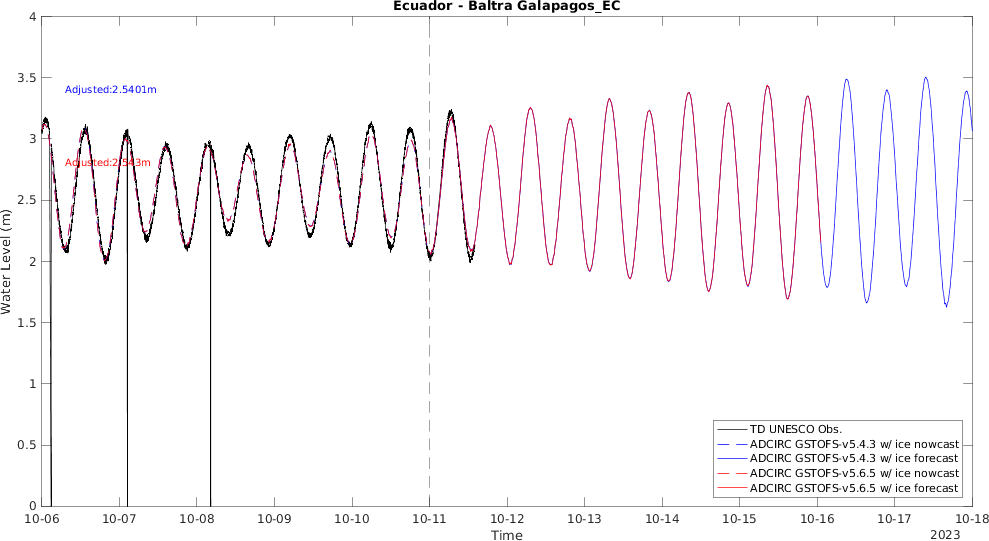 Ecuador - Baltra Galapagos_EC
4
3.5
3
2.5
2
1.5
1
0.5
0
Water Level (m)
Adjusted:2.5401m
Adjusted:2.543m
TD UNESCO Obs.
ADCIRC GSTOFS-v5.4.3 w/ ice nowcast
ADCIRC GSTOFS-v5.4.3 w/ ice forecast
ADCIRC GSTOFS-v5.6.5 w/ ice nowcast
ADCIRC GSTOFS-v5.6.5 w/ ice forecast
10-06 10-07 10-08 10-09 10-10 10-11 10-12 10-13 10-14 10-15 10-16 10-17 10-18
Time
2023